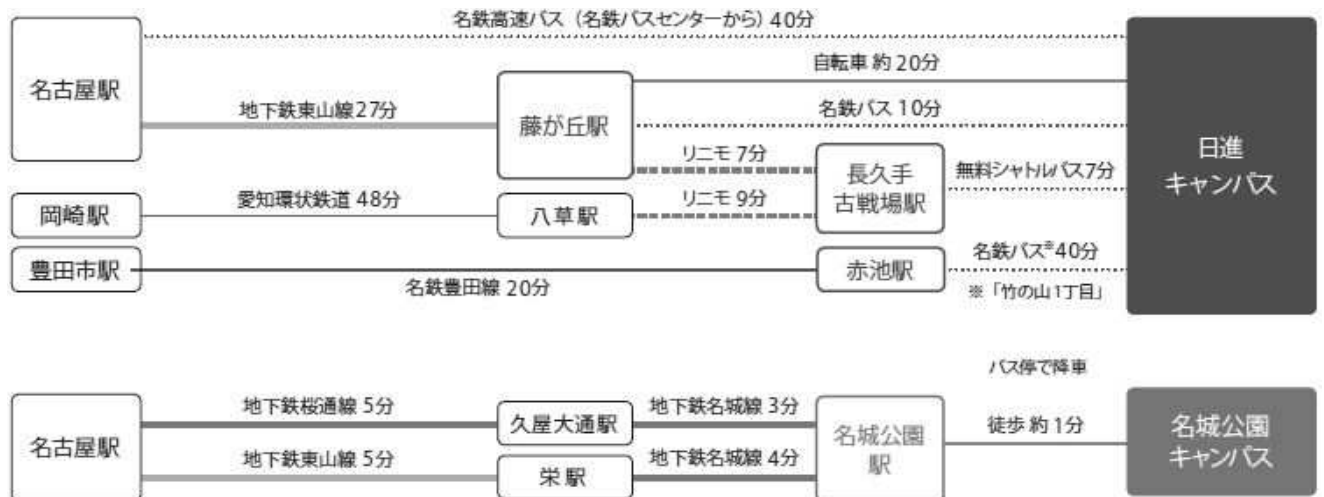 名鉄高速バス（名鉄バスセンターから）40分
名古屋駅
地下鉄東山線27分
藤が丘駅
自転車 約20分
名鉄バス 10分
リニモ 7分
長久手
古戦場駅
無料シャトルバス7分
日進
キャンパス
岡崎駅
愛知環状鉄道 48分
八草駅
リニモ 9分
豊田市駅
名鉄豊田線 20分
赤池駅
名鉄バス※40分
※「竹の山1丁目」
バス停で降車
名古屋駅
地下鉄桜通線 5分
久屋大通駅
地下鉄名城線 3分
地下鉄東山線 5分
栄駅
地下鉄名城線 4分
名城公園
駅
徒歩 約1分
名城公園
キャンパス